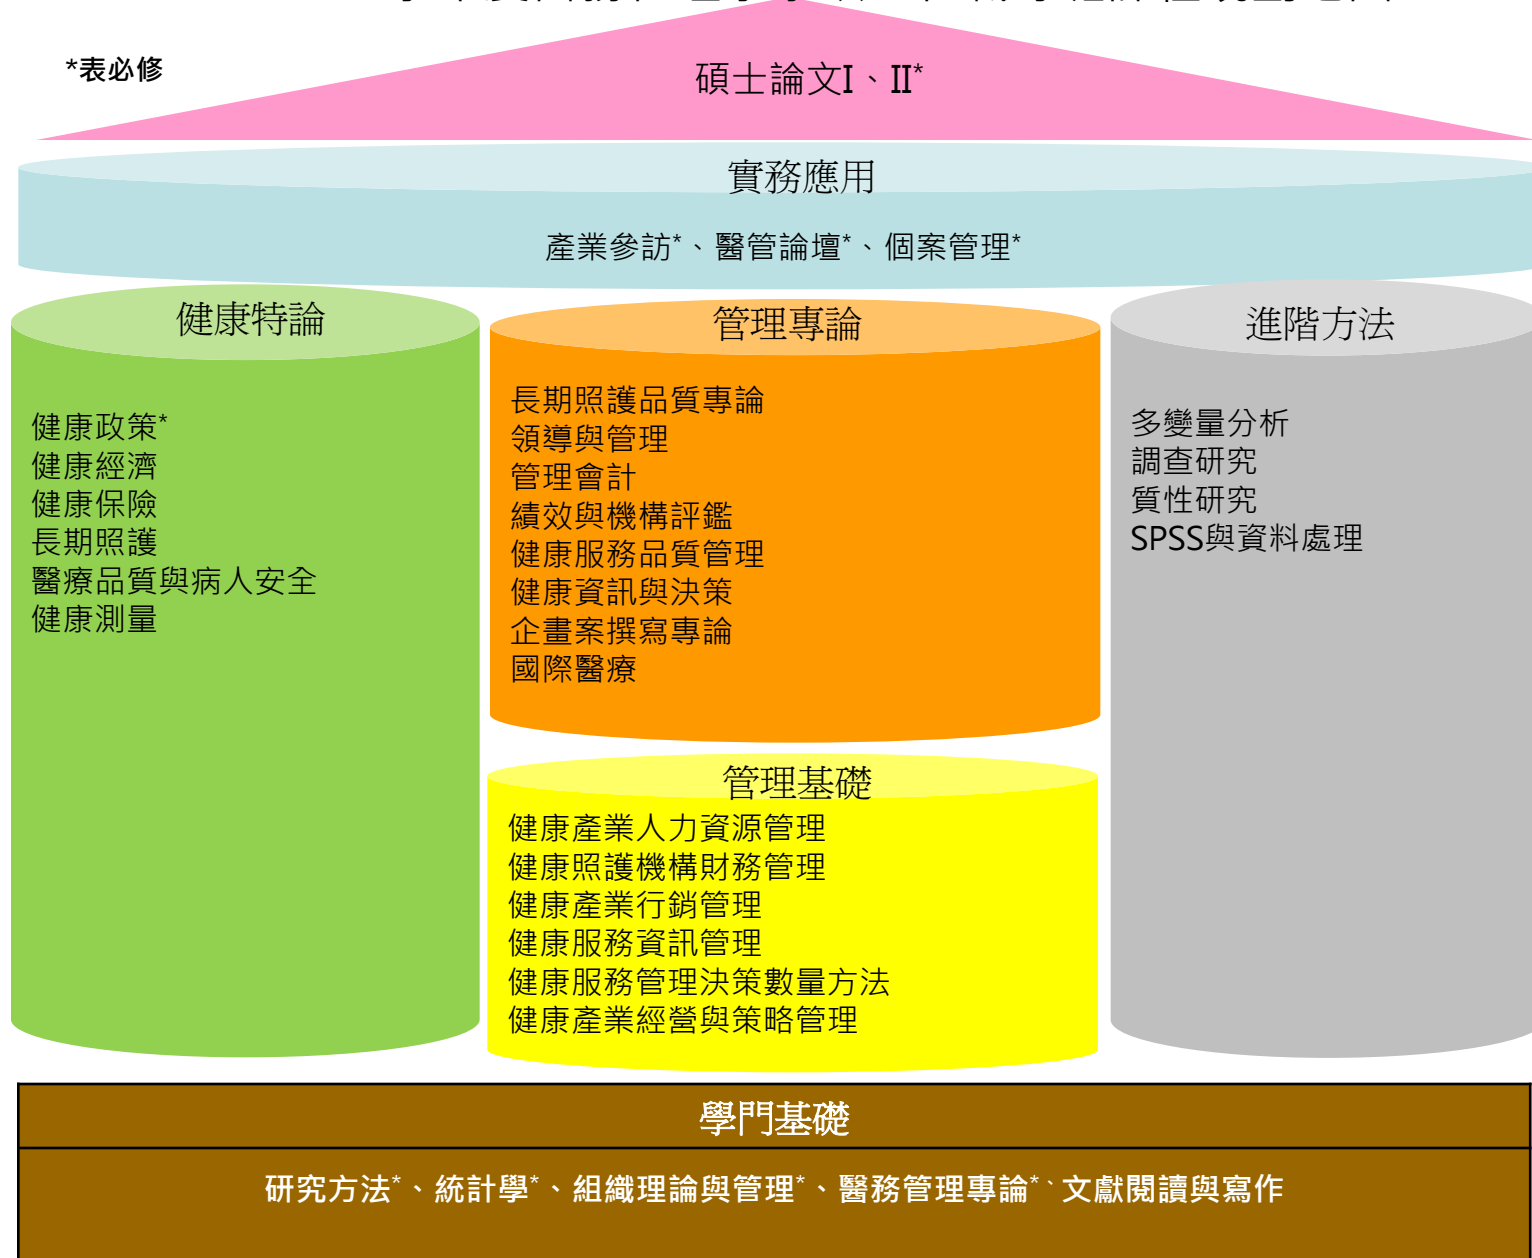 *表必修
碩士論文I、II*
實務應用
產業參訪*、醫管論壇*、個案管理*
健康特論
健康政策*
健康經濟
健康保險
長期照護
醫療品質與病人安全
健康測量
管理專論
長期照護品質專論
領導與管理
管理會計
績效與機構評鑑
健康服務品質管理
健康資訊與決策
企畫案撰寫專論
國際醫療
管理基礎
健康產業人力資源管理
健康照護機構財務管理
健康產業行銷管理
健康服務資訊管理
健康服務管理決策數量方法
健康產業經營與策略管理
進階方法
多變量分析
調查研究
質性研究
SPSS與資料處理
學門基礎
研究方法*、統計學*、組織理論與管理*、醫務管理專論*、文獻閱讀與寫作